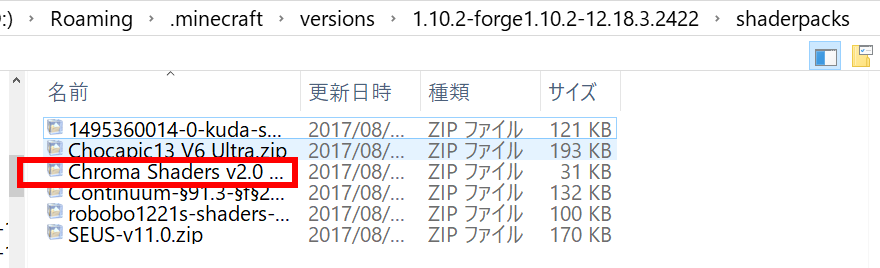 :) > Roaming > .minecraft > versions > 1.10.2-forge1.10.2-12.18.3.2422 > shaderpacks
名前 更新日時 種類 サイズ
1495360014-0-kuda-s... 2017/08/... ZIP ファイル 121 KB
Chocapic13 V6 Ultra.zip 2017/08/... ZIP ファイル 193 KB
Chroma Shaders v2.0 ... 2017/08/... ZIP ファイル 31 KB
Continuum-§91.3-§f§2... 2017/08/... ZIP ファイル 132 KB
robobo1221s-shaders-... 2017/08/... ZIP ファイル 100 KB
SEUS-v11.0.zip 2017/08/... ZIP ファイル 170 KB